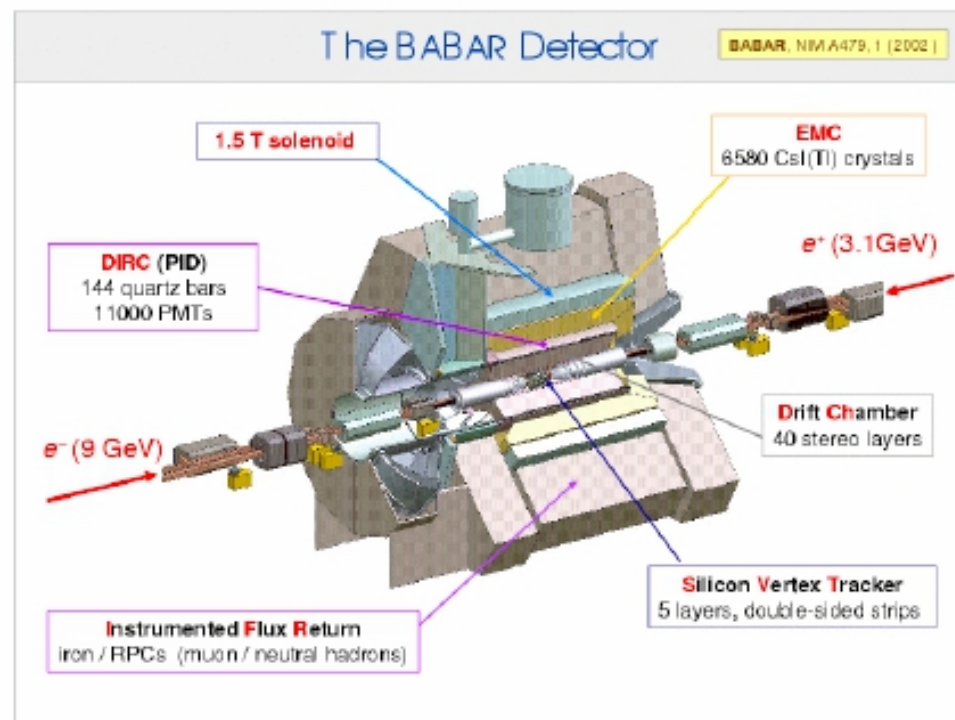 The BABAR Detector
BABAR, NIM A479, 1 (2002)
1.5 T solenoid
EMC
6580 CsI(Tl) crystals
e⁺ (3.1GeV)
DIRC (PID)
144 quartz bars
11000 PMTs
Drift Chamber
40 stereo layers
e⁻ (9 GeV)
Silicon Vertex Tracker
5 layers, double-sided strips
Instrumented Flux Return
iron / RPCs (muon / neutral hadrons)